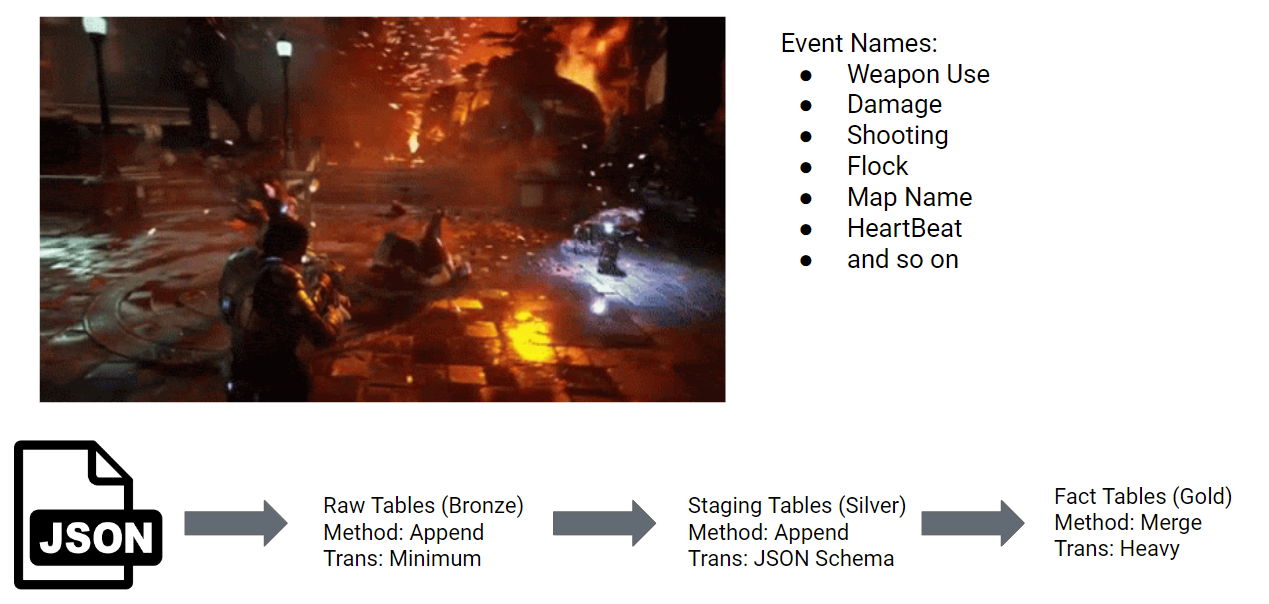 Event Names:
● Weapon Use
● Damage
● Shooting
● Flock
● Map Name
● HeartBeat
● and so on
JSON
Raw Tables (Bronze)
Method: Append
Trans: Minimum
Staging Tables (Silver)
Method: Append
Trans: JSON Schema
Fact Tables (Gold)
Method: Merge
Trans: Heavy